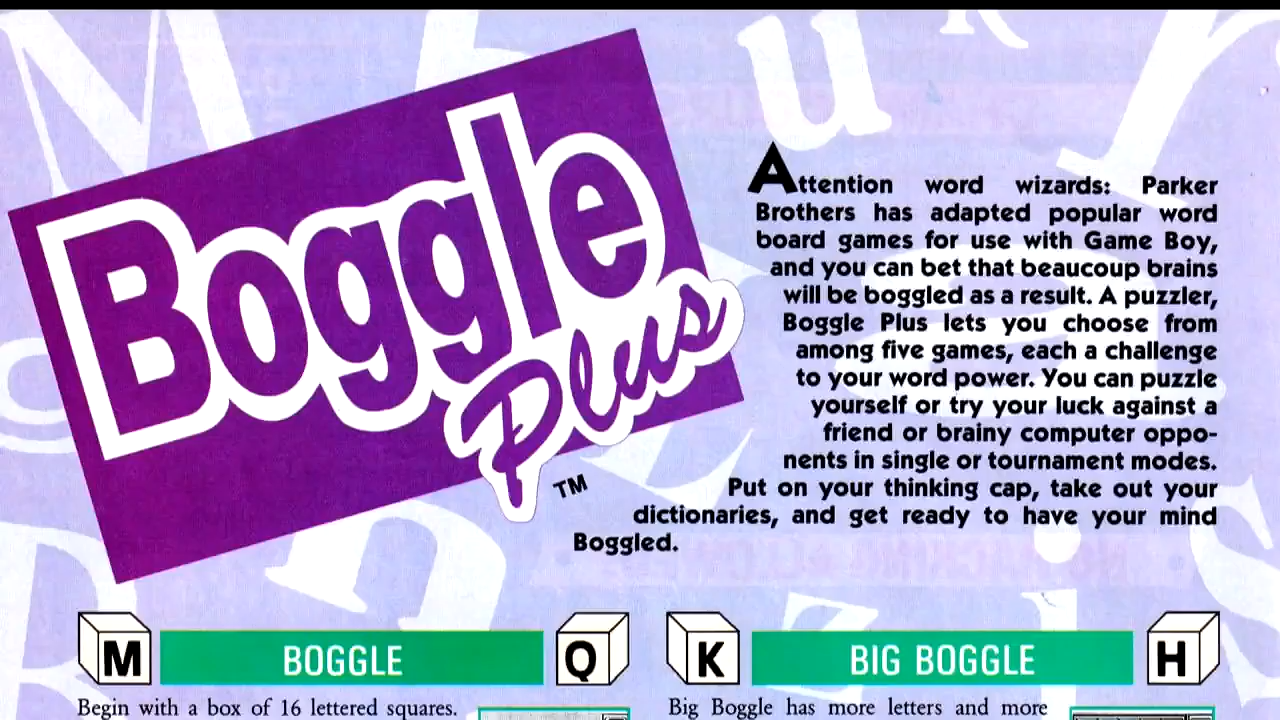 Boggle
Plus
TM
Attention word wizards: Parker
Brothers has adapted popular word
board games for use with Game Boy,
and you can bet that beaucoup brains
will be boggled as a result. A puzzler,
Boggle Plus lets you choose from
among five games, each a challenge
to your word power. You can puzzle
yourself or try your luck against a
friend or brainy computer oppo-
nents in single or tournament modes.
Put on your thinking cap, take out your
dictionaries, and get ready to have your mind
Boggled.
M BOGGLE Q
Begin with a box of 16 lettered squares.
K BIG BOGGLE H
Big Boggle has more letters and more